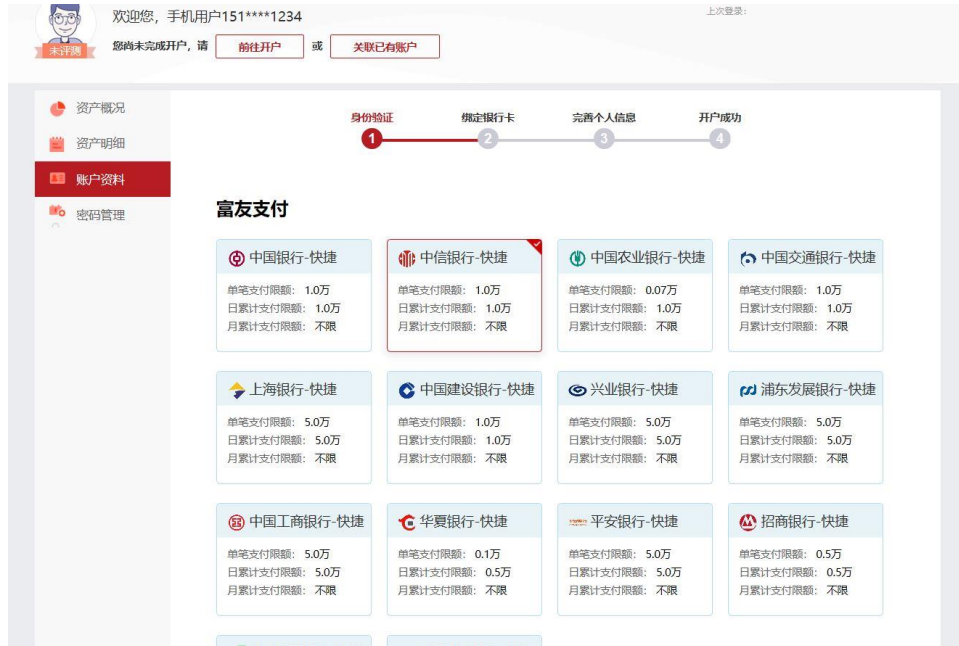 欢迎您，手机用户151****1234
上次登录：
未评测
您尚未完成开户，请 前往开户 或 关联已有账户
资产概况
资产明细
账户资料
密码管理
身份验证 绑定银行卡 完善个人信息 开户成功
1 2 3 4
富友支付
中国银行-快捷
单笔支付限额： 1.0万
日累计支付限额： 1.0万
月累计支付限额： 不限
中信银行-快捷
单笔支付限额： 1.0万
日累计支付限额： 1.0万
月累计支付限额： 不限
中国农业银行-快捷
单笔支付限额： 0.07万
日累计支付限额： 1.0万
月累计支付限额： 不限
中国交通银行-快捷
单笔支付限额： 1.0万
日累计支付限额： 1.0万
月累计支付限额： 不限
上海银行-快捷
单笔支付限额： 5.0万
日累计支付限额： 5.0万
月累计支付限额： 不限
中国建设银行-快捷
单笔支付限额： 1.0万
日累计支付限额： 1.0万
月累计支付限额： 不限
兴业银行-快捷
单笔支付限额： 5.0万
日累计支付限额： 5.0万
月累计支付限额： 不限
浦东发展银行-快捷
单笔支付限额： 5.0万
日累计支付限额： 5.0万
月累计支付限额： 不限
中国工商银行-快捷
单笔支付限额： 5.0万
日累计支付限额： 5.0万
月累计支付限额： 不限
华夏银行-快捷
单笔支付限额： 0.1万
日累计支付限额： 0.5万
月累计支付限额： 不限
平安银行-快捷
单笔支付限额： 5.0万
日累计支付限额： 5.0万
月累计支付限额： 不限
招商银行-快捷
单笔支付限额： 0.5万
日累计支付限额： 0.5万
月累计支付限额： 不限